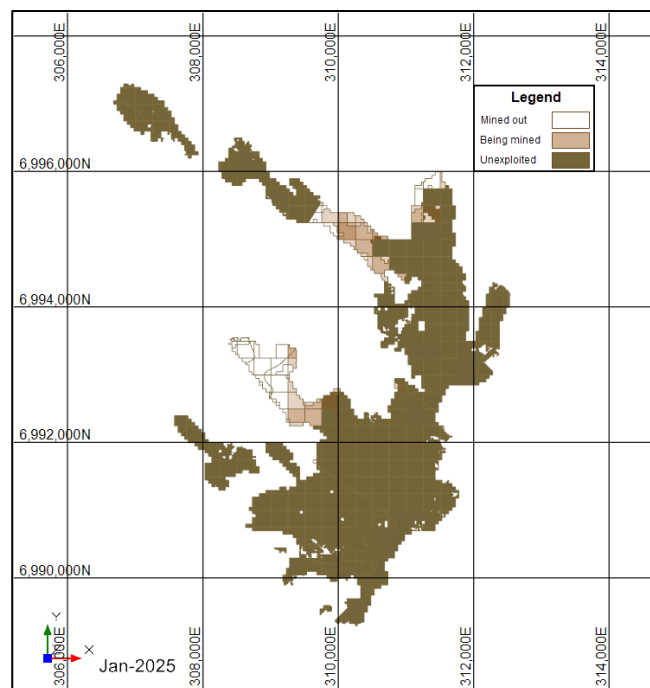 306,000E
308,000E
310,000E
312,000E
314,000E
Legend
Mined out
Being mined
Unexploited
6,996,000N
6,994,000N
6,992,000N
6,990,000N
Y
X
Jan-2025
306,000E
308,000E
310,000E
312,000E
314,000E